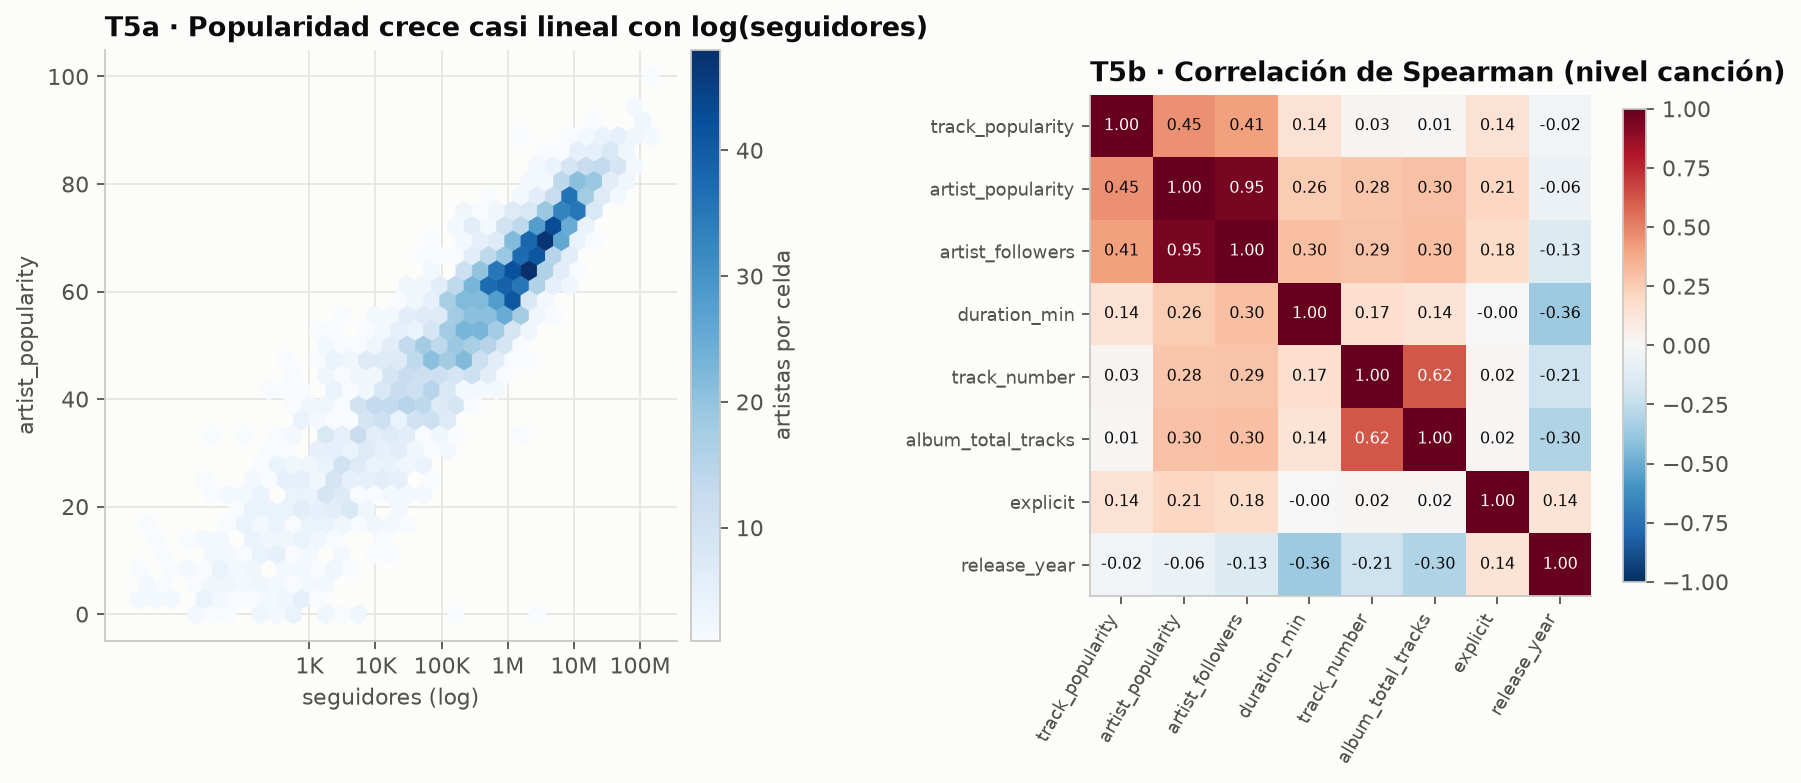 T5a · Popularidad crece casi lineal con log(seguidores)
100
80
60
40
20
0
artist_popularity
1K 10K 100K 1M 10M 100M
seguidores (log)
40
30
20
10
artistas por celda
T5b · Correlación de Spearman (nivel canción)
track_popularity 1.00 0.45 0.41 0.14 0.03 0.01 0.14 -0.02
artist_popularity 0.45 1.00 0.95 0.26 0.28 0.30 0.21 -0.06
artist_followers 0.41 0.95 1.00 0.30 0.29 0.30 0.18 -0.13
duration_min 0.14 0.26 0.30 1.00 0.17 0.14 -0.00 -0.36
track_number 0.03 0.28 0.29 0.17 1.00 0.62 0.02 -0.21
album_total_tracks 0.01 0.30 0.30 0.14 0.62 1.00 0.02 -0.30
explicit 0.14 0.21 0.18 -0.00 0.02 0.02 1.00 0.14
release_year -0.02 -0.06 -0.13 -0.36 -0.21 -0.30 0.14 1.00
track_popularity artist_popularity artist_followers duration_min track_number album_total_tracks explicit release_year
1.00
0.75
0.50
0.25
0.00
−0.25
−0.50
−0.75
−1.00